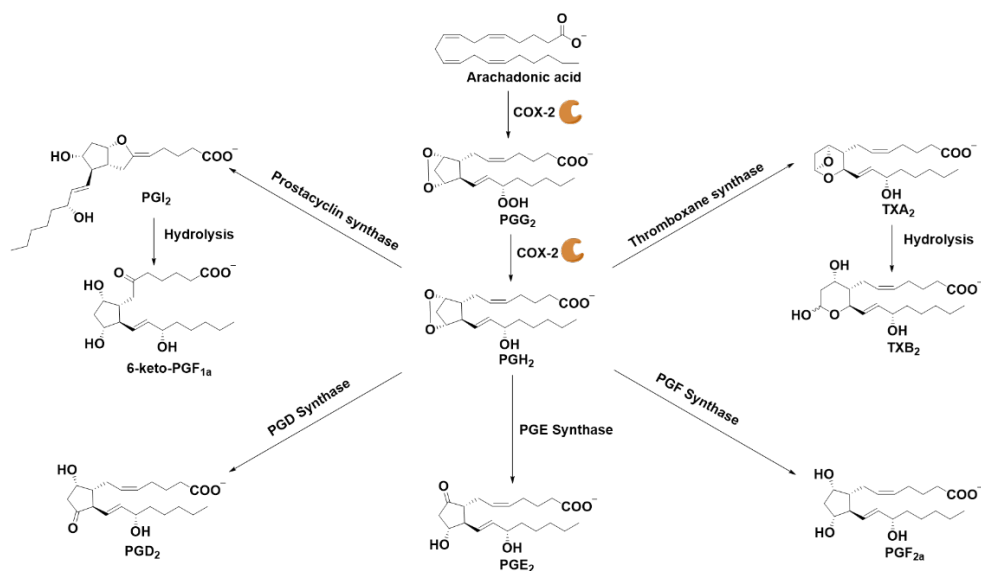 O
O⁻
Arachadonic acid
COX-2
O
HO
COO⁻
OH
PGI₂
Hydrolysis
O
COO⁻
HO
HO
OH
6-keto-PGF₁ₐ
Prostacyclin synthase
O
O
COO⁻
OOH
PGG₂
COX-2
O
O
COO⁻
OH
PGH₂
Thromboxane synthase
O
O
COO⁻
OH
TXA₂
Hydrolysis
OH
COO⁻
HO
O
OH
TXB₂
PGD Synthase
PGE Synthase
PGF Synthase
HO
COO⁻
O
OH
PGD₂
O
COO⁻
HO
OH
PGE₂
HO
COO⁻
HO
OH
PGF₂ₐ